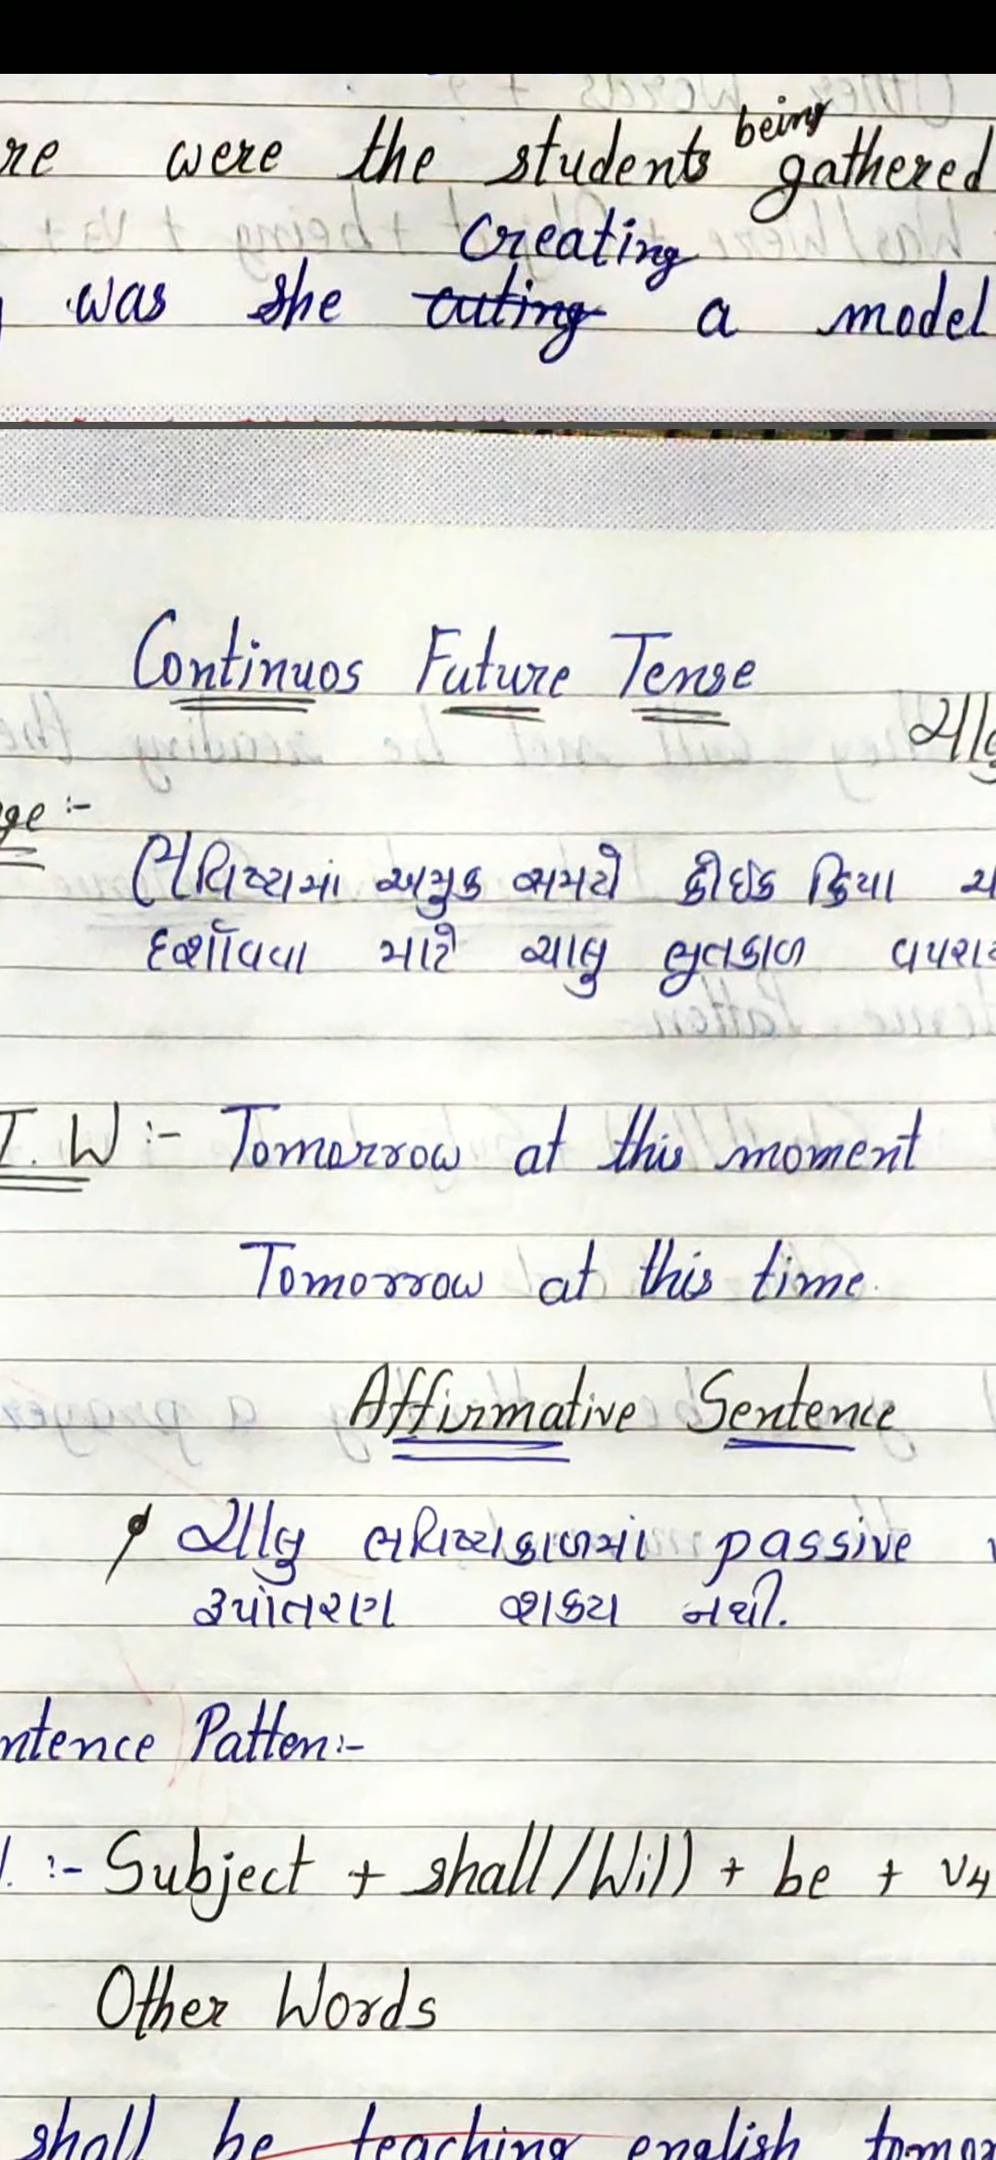 re were the students being gathered
creating
was she cuting a model
Continuos Future Tense
ચાલુ
ge :-
ભવિષ્યમાં અમુક સમયે કોઈક ક્રિયા
દર્શાવવા માટે ચાલુ ભુતકાળ વપરા
I. W :- Tomorrow at this moment
Tomorrow at this time.
Affirmative Sentence
ચાલુ ભવિષ્યકાળમાં passive
રૂપાંતરણ શક્ય નથી.
ntence Patten:-
:- Subject + shall/Will + be + v4
Other Words
shall be teaching english tomor